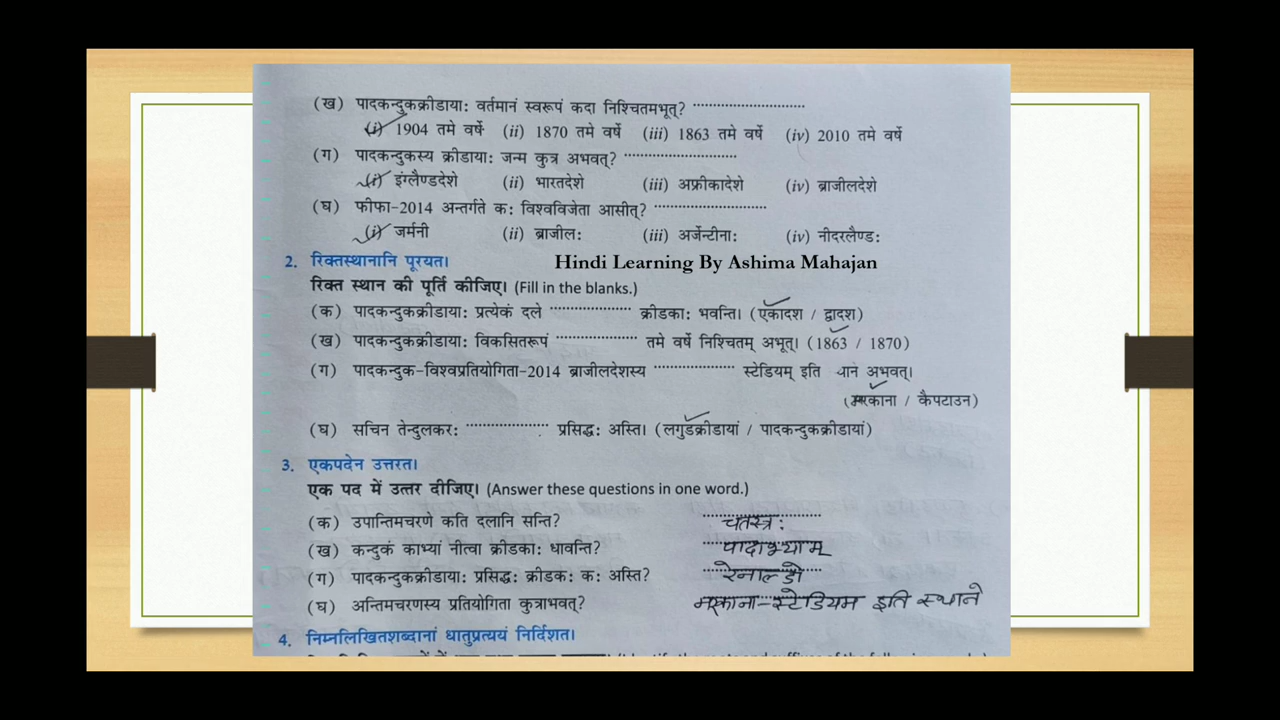 (ख) पादकन्दुकक्रीडायाः वर्तमानं स्वरूपं कदा निश्चितमभूत्? ............................
(i) 1904 तमे वर्षे (ii) 1870 तमे वर्षे (iii) 1863 तमे वर्षे (iv) 2010 तमे वर्षे
(ग) पादकन्दुकस्य क्रीडायाः जन्म कुत्र अभवत्? ............................
(i) इंग्लैण्डदेशे (ii) भारतदेशे (iii) अफ्रीकादेशे (iv) ब्राजीलदेशे
(घ) फीफा-2014 अन्तर्गते कः विश्वविजेता आसीत्? ............................
(i) जर्मनी (ii) ब्राजीलः (iii) अर्जेन्टीनाः (iv) नीदरलैण्डः
2. रिक्तस्थानानि पूरयत।
Hindi Learning By Ashima Mahajan
रिक्त स्थान की पूर्ति कीजिए। (Fill in the blanks.)
(क) पादकन्दुकक्रीडायाः प्रत्येकं दले .................... क्रीडकाः भवन्ति। (एकादश / द्वादश)
(ख) पादकन्दुकक्रीडायाः विकसितरूपं .................... तमे वर्षे निश्चितम् अभूत्। (1863 / 1870)
(ग) पादकन्दुक-विश्वप्रतियोगिता-2014 ब्राजीलदेशस्य .................... स्टेडियम् इति अभवत्।
(मरकाना / कैपटाउन)
(घ) सचिन तेन्दुलकरः .................... प्रसिद्धः अस्ति। (लगुडक्रीडायां / पादकन्दुकक्रीडायां)
3. एकपदेन उत्तरत।
एक पद में उत्तर दीजिए। (Answer these questions in one word.)
(क) उपान्तिमचरणे कति दलानि सन्ति? चतस्त्रः
(ख) कन्दुकं काभ्यां नीत्वा क्रीडकाः धावन्ति? पादाभ्याम्
(ग) पादकन्दुकक्रीडायाः प्रसिद्धः क्रीडकः कः अस्ति? रेनाल्डो
(घ) अन्तिमचरणस्य प्रतियोगिता कुत्राभवत्? मरकाना-स्टेडियम इति स्थाने
4. निम्नलिखितशब्दानां धातुप्रत्ययं निर्दिशत।